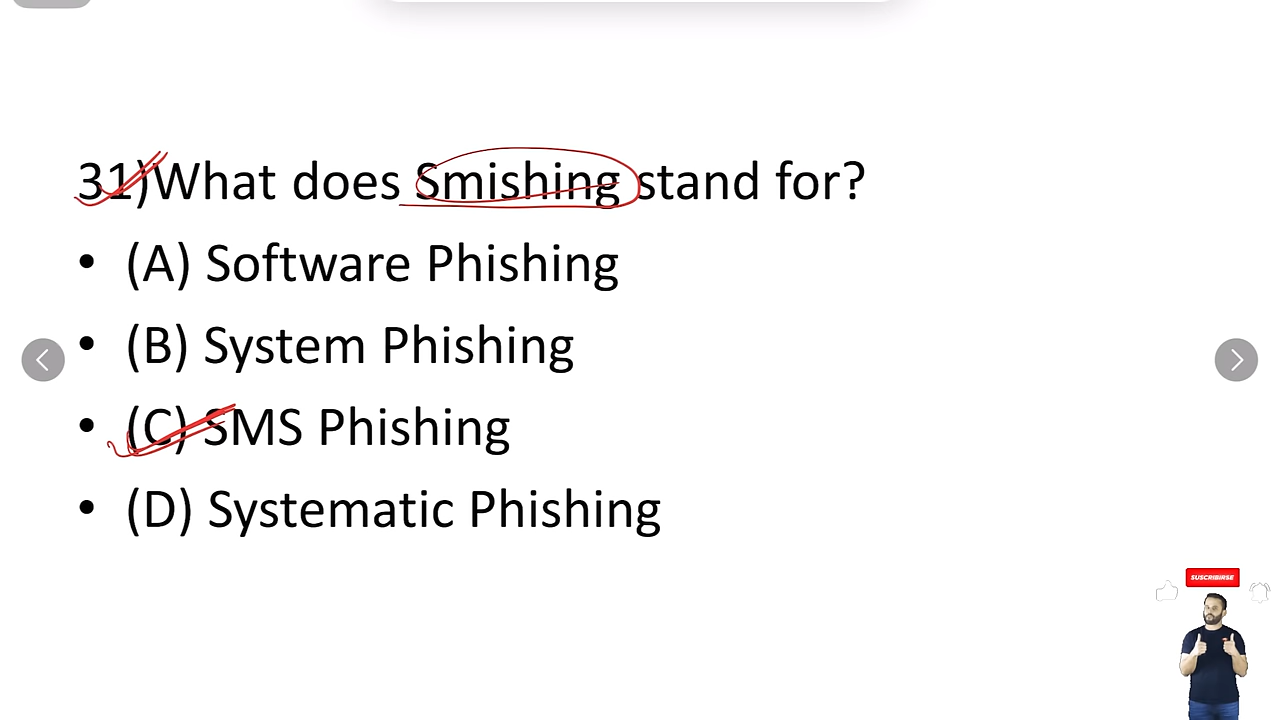 31)What does Smishing stand for?
• (A) Software Phishing
• (B) System Phishing
• (C) SMS Phishing
• (D) Systematic Phishing
SUSCRIBIRSE